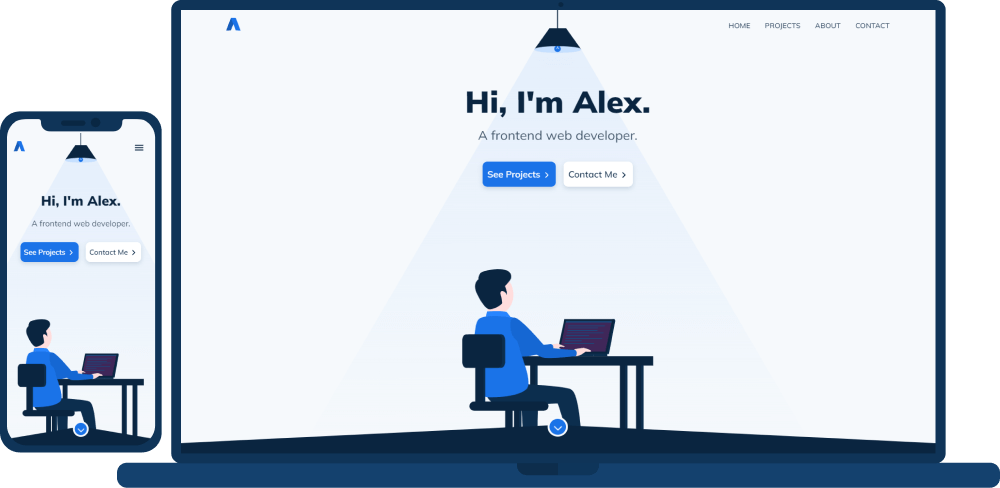 HOME PROJECTS ABOUT CONTACT
Hi, I'm Alex.
A frontend web developer.
See Projects
Contact Me
Hi, I'm Alex.
A frontend web developer.
See Projects
Contact Me